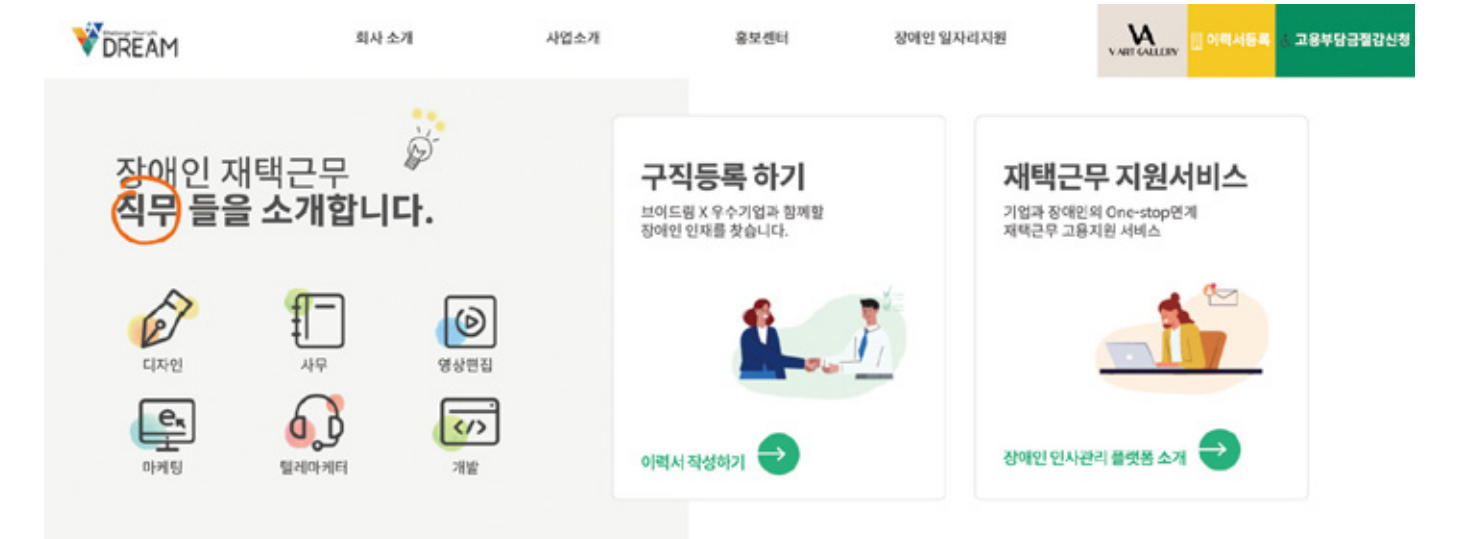 DREAM
회사 소개
사업소개
홍보센터
장애인 일자리지원
V ART GALLERY
이력서등록
고용부담금절감신청
장애인 재택근무
직무 들을 소개합니다.
디자인
사무
영상편집
마케팅
텔레마케터
개발
구직등록 하기
브이드림 X 우수기업과 함께할
장애인 인재를 찾습니다.
이력서 작성하기
재택근무 지원서비스
기업과 장애인의 One-stop연계
재택근무 고용지원 서비스
장애인 인사관리 플랫폼 소개